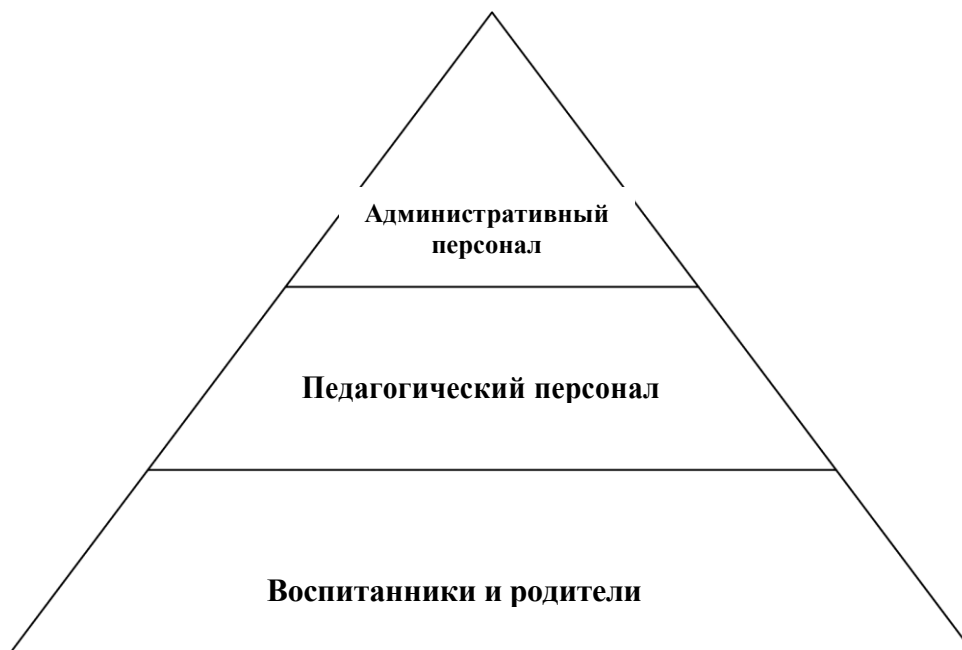 Административный
персонал
Педагогический персонал
Воспитанники и родители